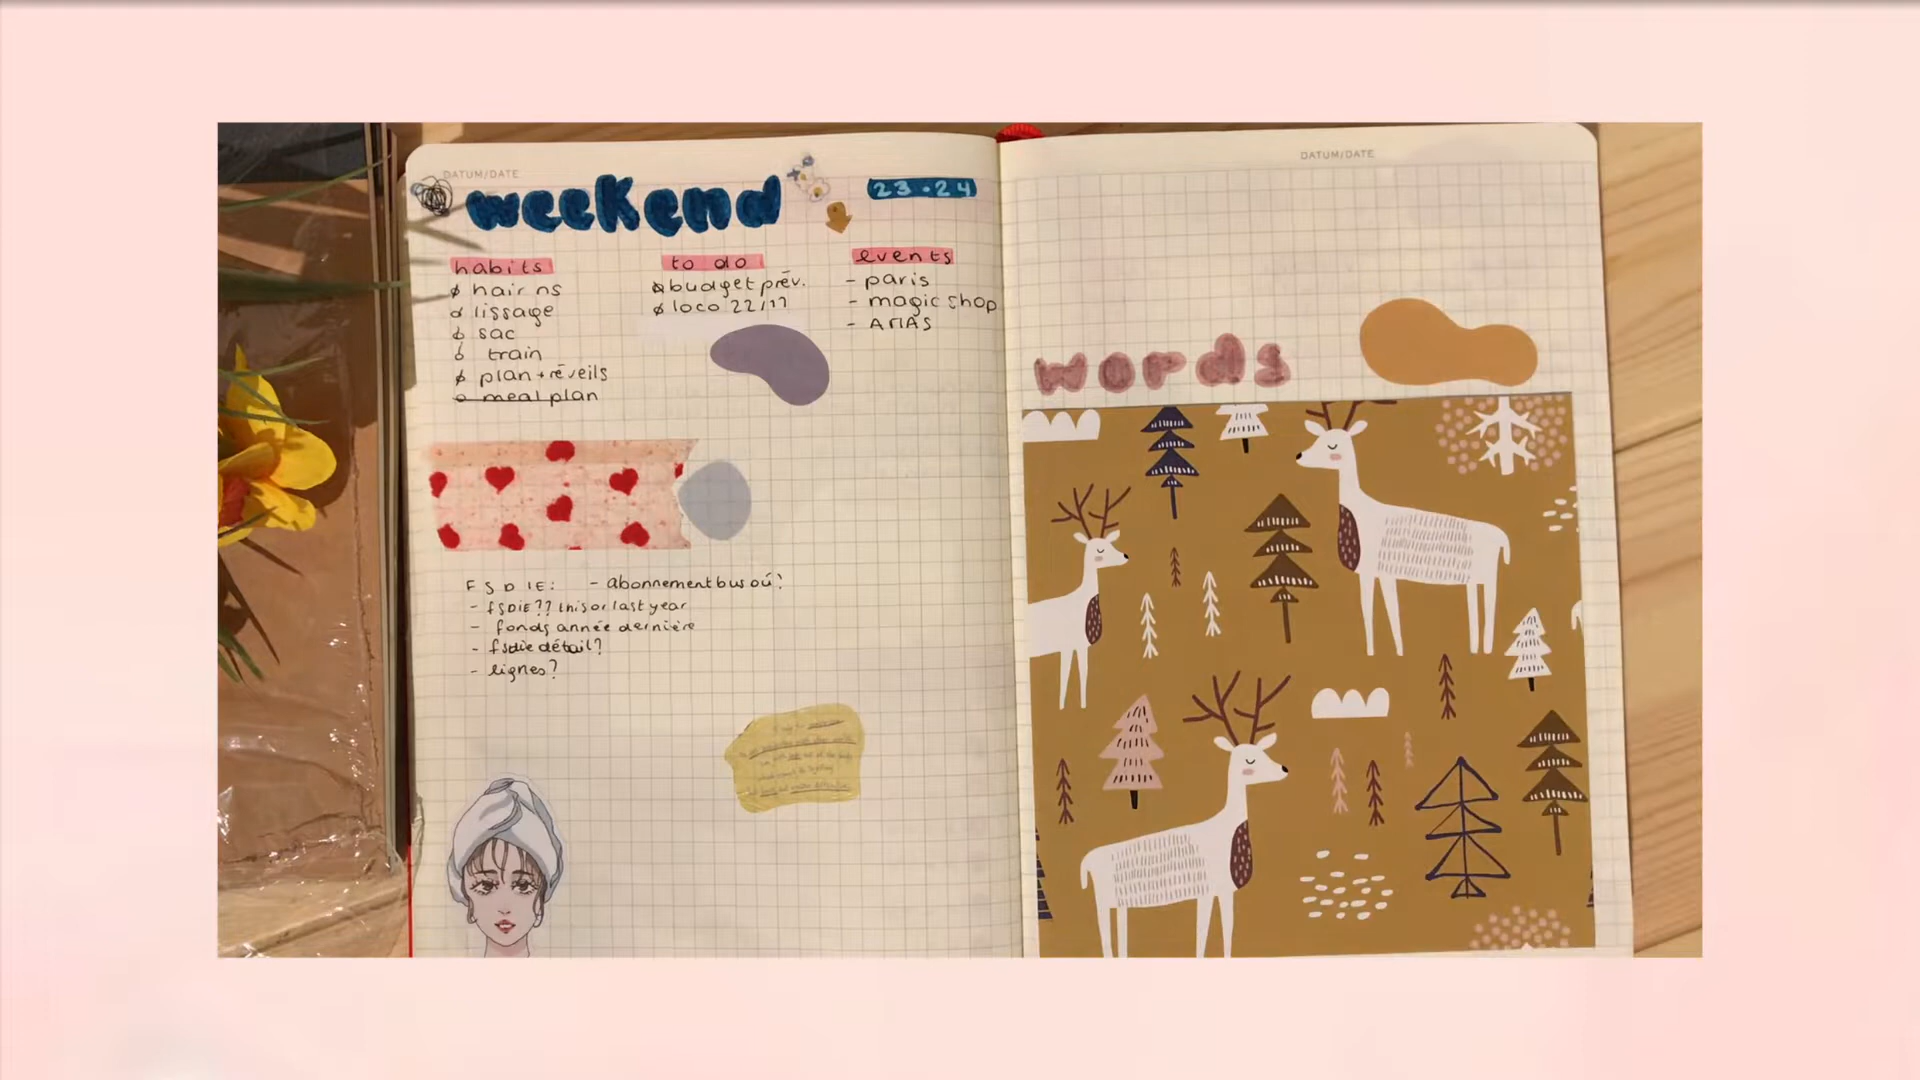 DATUM/DATE
weekend
23.24
habits
hair ns
lissage
sac
train
plan + réveils
meal plan
to do
budget prév.
loco 22/11
events
- paris
- magic shop
- AMAS
FSDIE: - abonnement bus où?
- FSDIE?? this or last year
- fonds année dernière
- fsdie détail?
- lignes?
DATUM/DATE
words